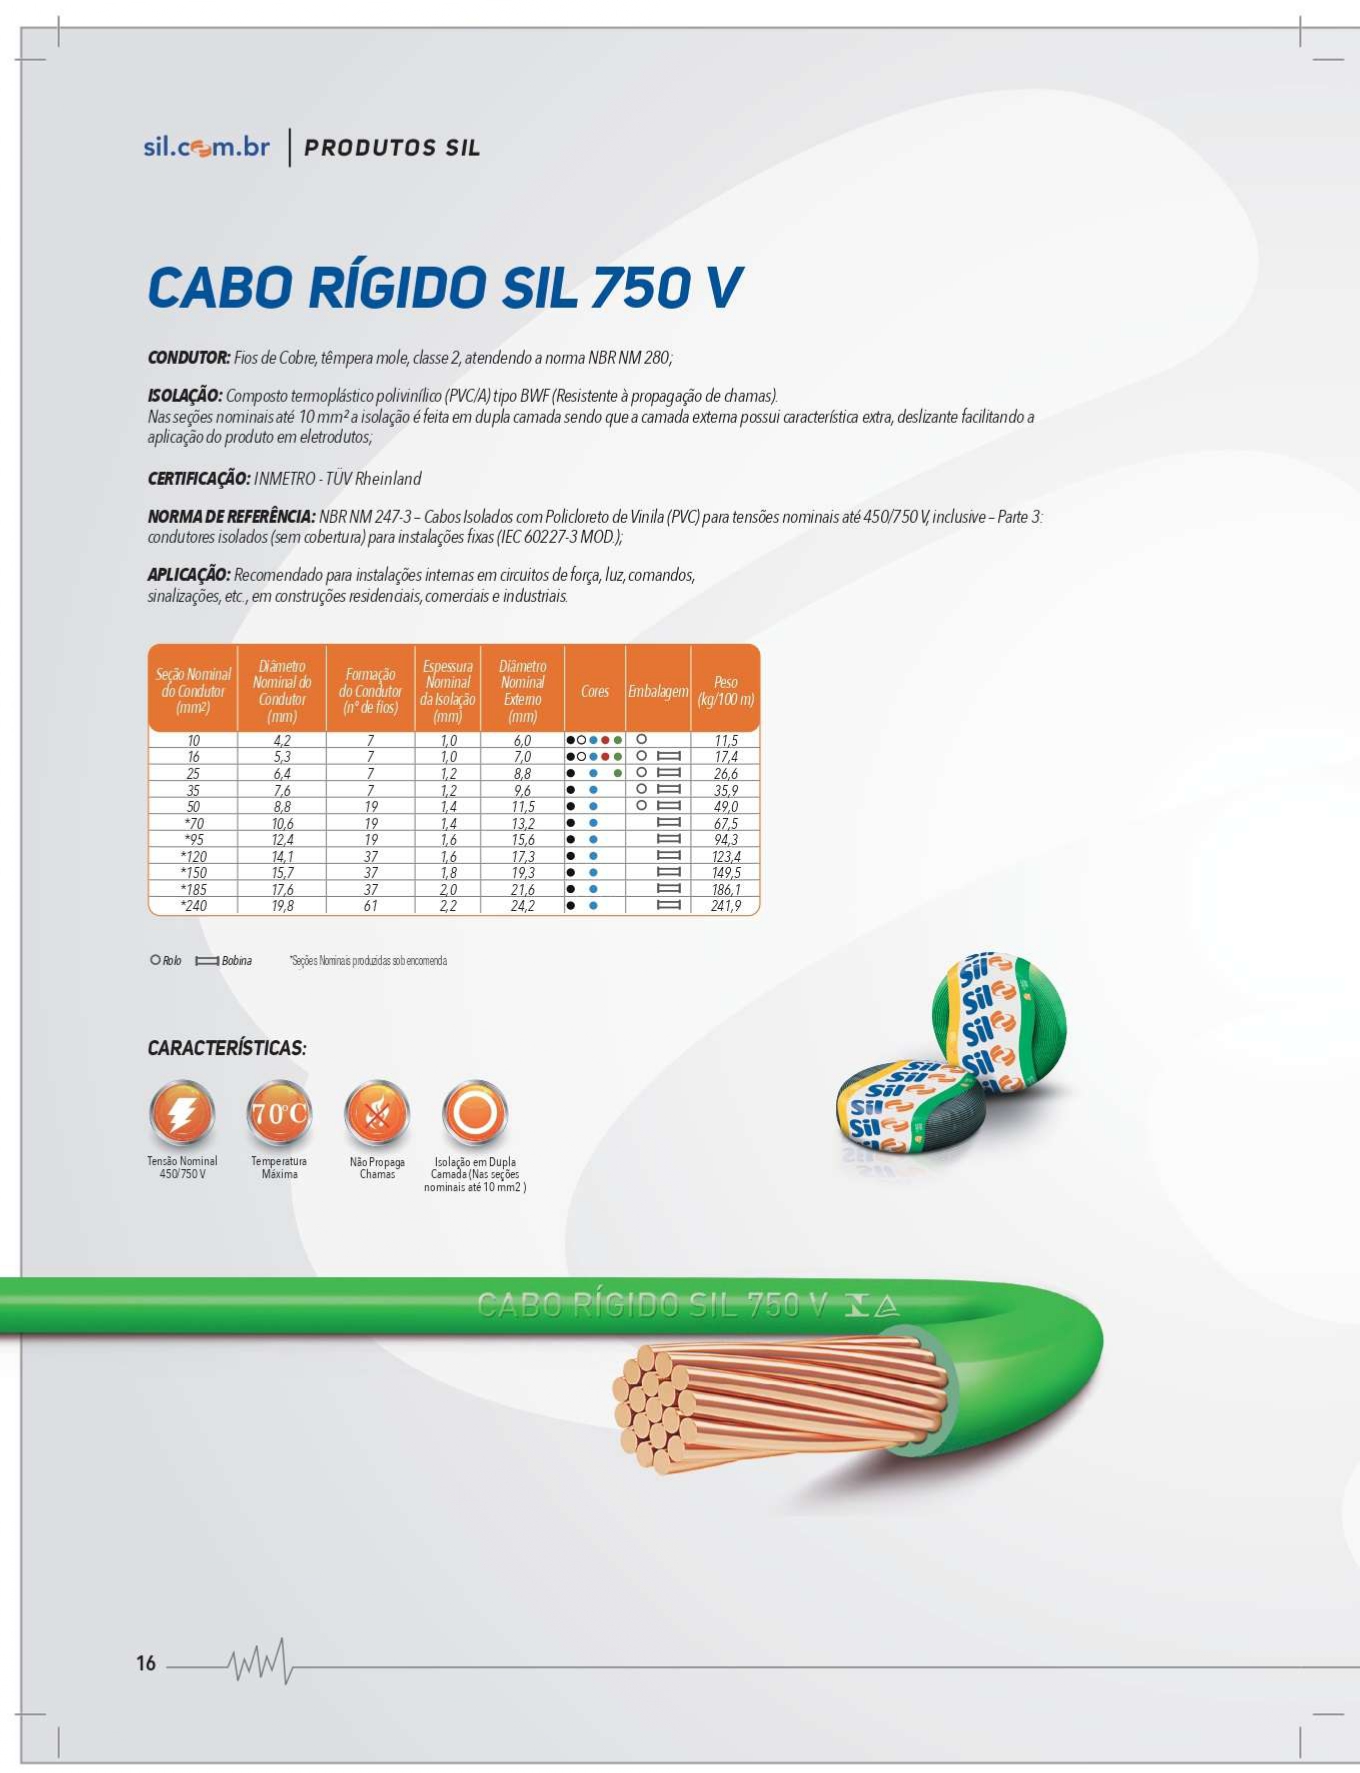 sil.com.br | PRODUTOS SIL
CABO RÍGIDO SIL 750 V
CONDUTOR: Fios de Cobre, têmpera mole, classe 2, atendendo a norma NBR NM 280;
ISOLAÇÃO: Composto termoplástico polivinílico (PVC/A) tipo BWF (Resistente à propagação de chamas).
Nas seções nominais até 10 mm² a isolação é feita em dupla camada sendo que a camada externa possui característica extra, deslizante facilitando a
aplicação do produto em eletrodutos;
CERTIFICAÇÃO: INMETRO - TÜV Rheinland
NORMA DE REFERÊNCIA: NBR NM 247-3 – Cabos Isolados com Policloreto de Vinila (PVC) para tensões nominais até 450/750 V, inclusive – Parte 3:
condutores isolados (sem cobertura) para instalações fixas (IEC 60227-3 MOD.);
APLICAÇÃO: Recomendado para instalações internas em circuitos de força, luz, comandos,
sinalizações, etc., em construções residenciais, comerciais e industriais.
Seção Nominal do Condutor (mm2) Diâmetro Nominal do Condutor (mm) Formação do Condutor (n° de fios) Espessura Nominal da Isolação (mm) Diâmetro Nominal Externo (mm) Cores Embalagem Peso (kg/100 m)
10 4,2 7 1,0 6,0 11,5
16 5,3 7 1,0 7,0 17,4
25 6,4 7 1,2 8,8 26,6
35 7,6 7 1,2 9,6 35,9
50 8,8 19 1,4 11,5 49,0
*70 10,6 19 1,4 13,2 67,5
*95 12,4 19 1,6 15,6 94,3
*120 14,1 37 1,6 17,3 123,4
*150 15,7 37 1,8 19,3 149,5
*185 17,6 37 2,0 21,6 186,1
*240 19,8 61 2,2 24,2 241,9
Rolo Bobina *Seções Nominais produzidas sob encomenda
CARACTERÍSTICAS:
70°C
Tensão Nominal
450/750 V
Temperatura
Máxima
Não Propaga
Chamas
Isolação em Dupla
Camada (Nas seções
nominais até 10 mm2 )
Sil
Sil
Sil
Sil
Sil
Sil
Sil
Sil
Sil
CABO RÍGIDO SIL 750 V
16